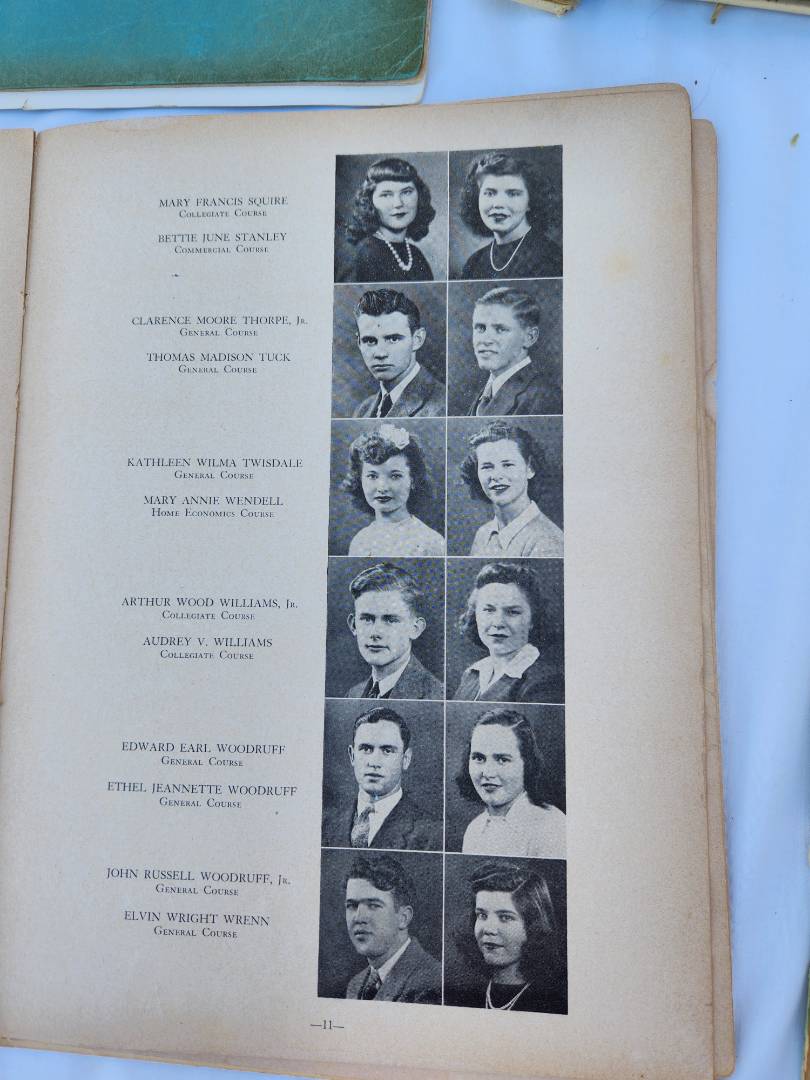 MARY FRANCIS SQUIRE
COLLEGIATE COURSE
BETTIE JUNE STANLEY
COMMERCIAL COURSE
CLARENCE MOORE THORPE, JR.
GENERAL COURSE
THOMAS MADISON TUCK
GENERAL COURSE
KATHLEEN WILMA TWISDALE
GENERAL COURSE
MARY ANNIE WENDELL
HOME ECONOMICS COURSE
ARTHUR WOOD WILLIAMS, JR.
COLLEGIATE COURSE
AUDREY V. WILLIAMS
COLLEGIATE COURSE
EDWARD EARL WOODRUFF
GENERAL COURSE
ETHEL JEANNETTE WOODRUFF
GENERAL COURSE
JOHN RUSSELL WOODRUFF, JR.
GENERAL COURSE
ELVIN WRIGHT WRENN
GENERAL COURSE
—11—